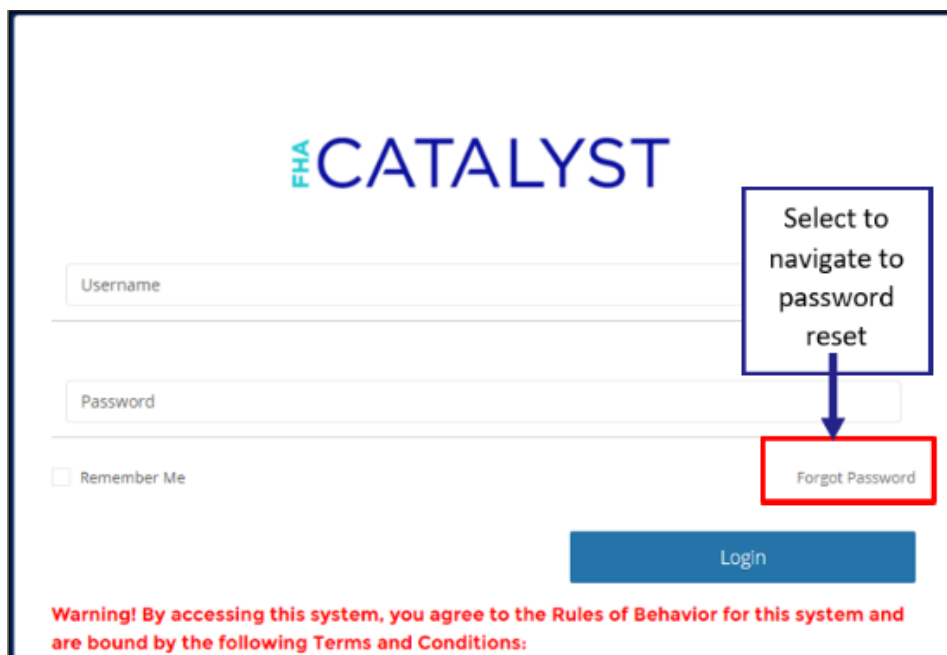 FHA CATALYST
Select to
navigate to
password
reset
Username
Password
Remember Me
Forgot Password
Login
Warning! By accessing this system, you agree to the Rules of Behavior for this system and
are bound by the following Terms and Conditions: